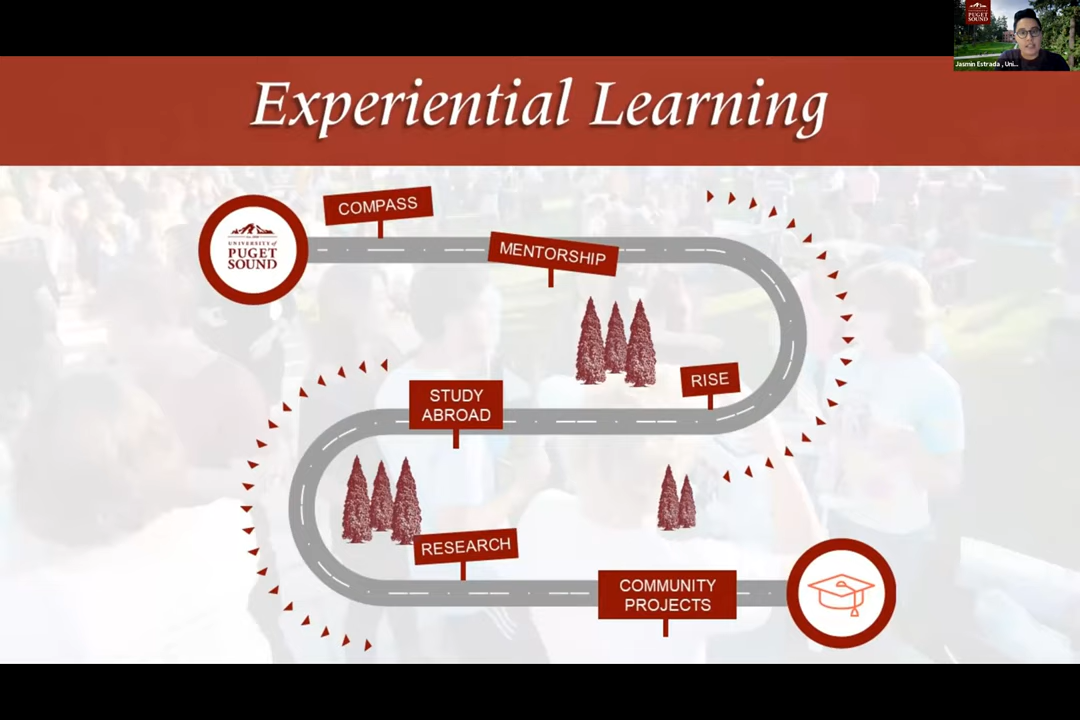 PUGET
SOUND
Jasmin Estrada , Uni...
Experiential Learning
COMPASS
UNIVERSITY of
PUGET
SOUND
MENTORSHIP
RISE
STUDY
ABROAD
RESEARCH
COMMUNITY
PROJECTS